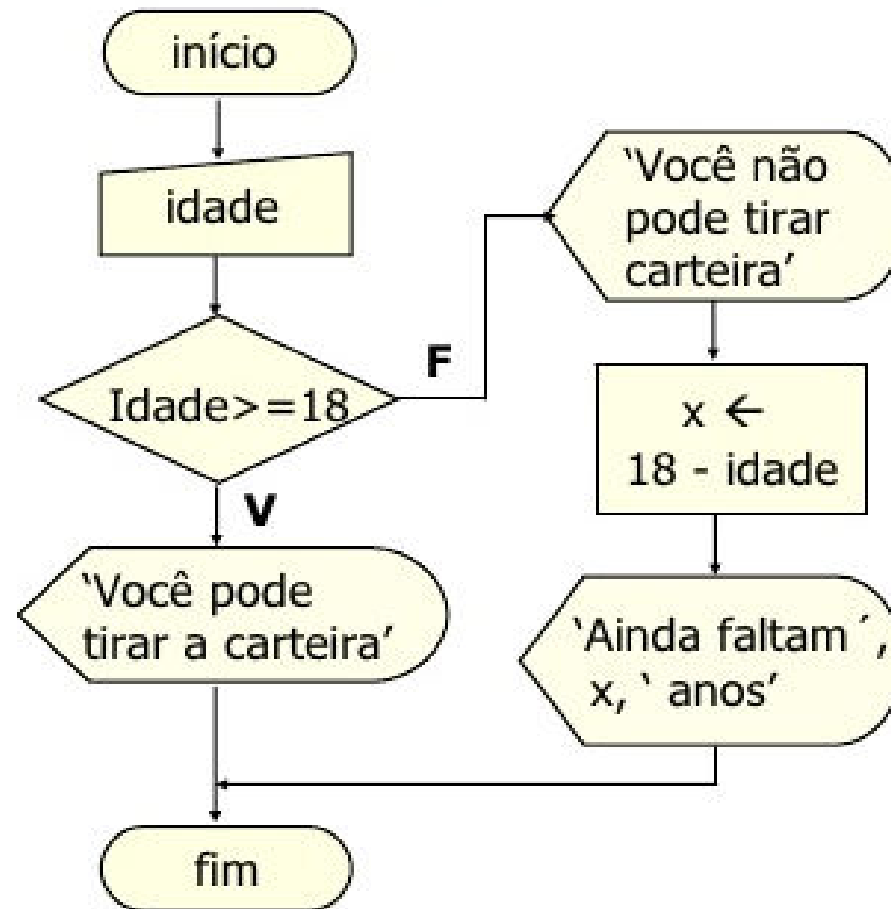 início
idade
Idade>=18
F
V
‘Você não
pode tirar
carteira’
x ←
18 - idade
‘Ainda faltam ´,
x, ‘ anos’
‘Você pode
tirar a carteira’
fim